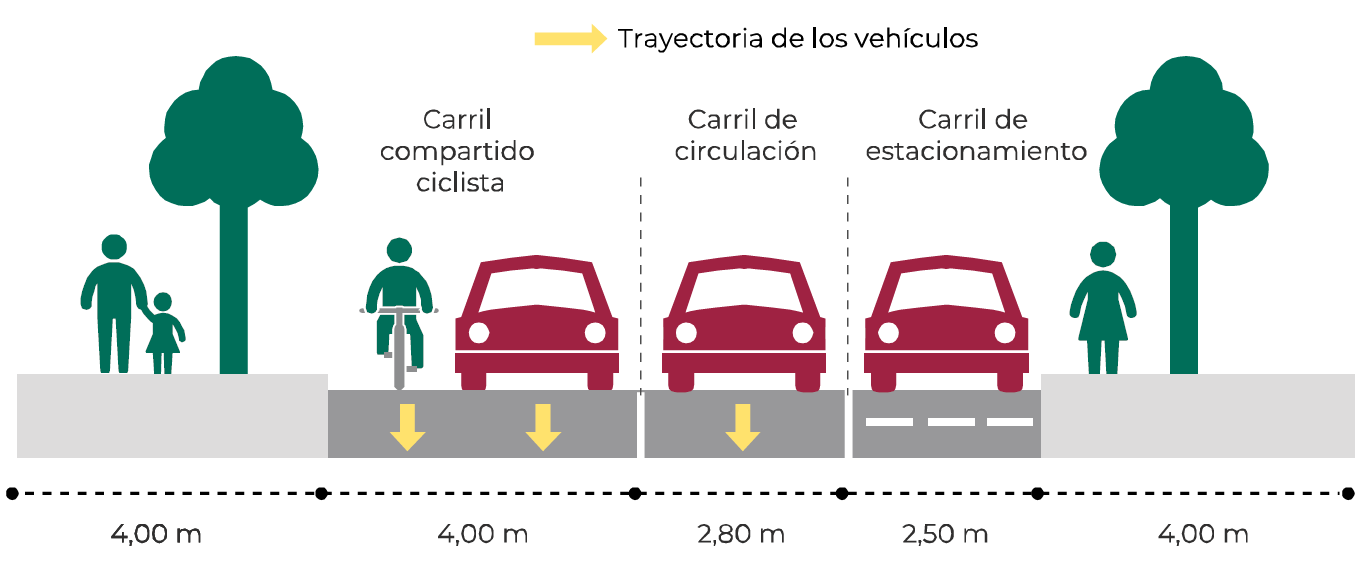 Trayectoria de los vehículos
Carril
compartido
ciclista
Carril de
circulación
Carril de
estacionamiento
4,00 m
4,00 m
2,80 m
2,50 m
4,00 m